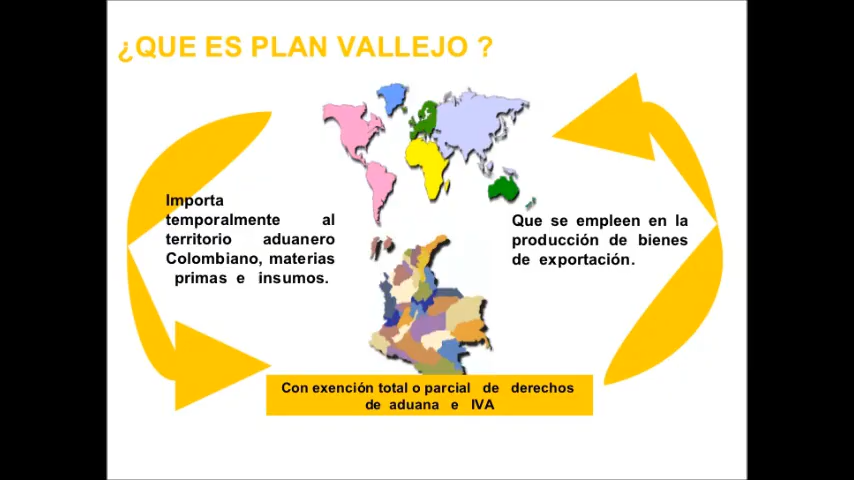 ¿QUE ES PLAN VALLEJO ?
Importa
temporalmente al
territorio aduanero
Colombiano, materias
primas e insumos.
Que se empleen en la
producción de bienes
de exportación.
Con exención total o parcial de derechos
de aduana e IVA